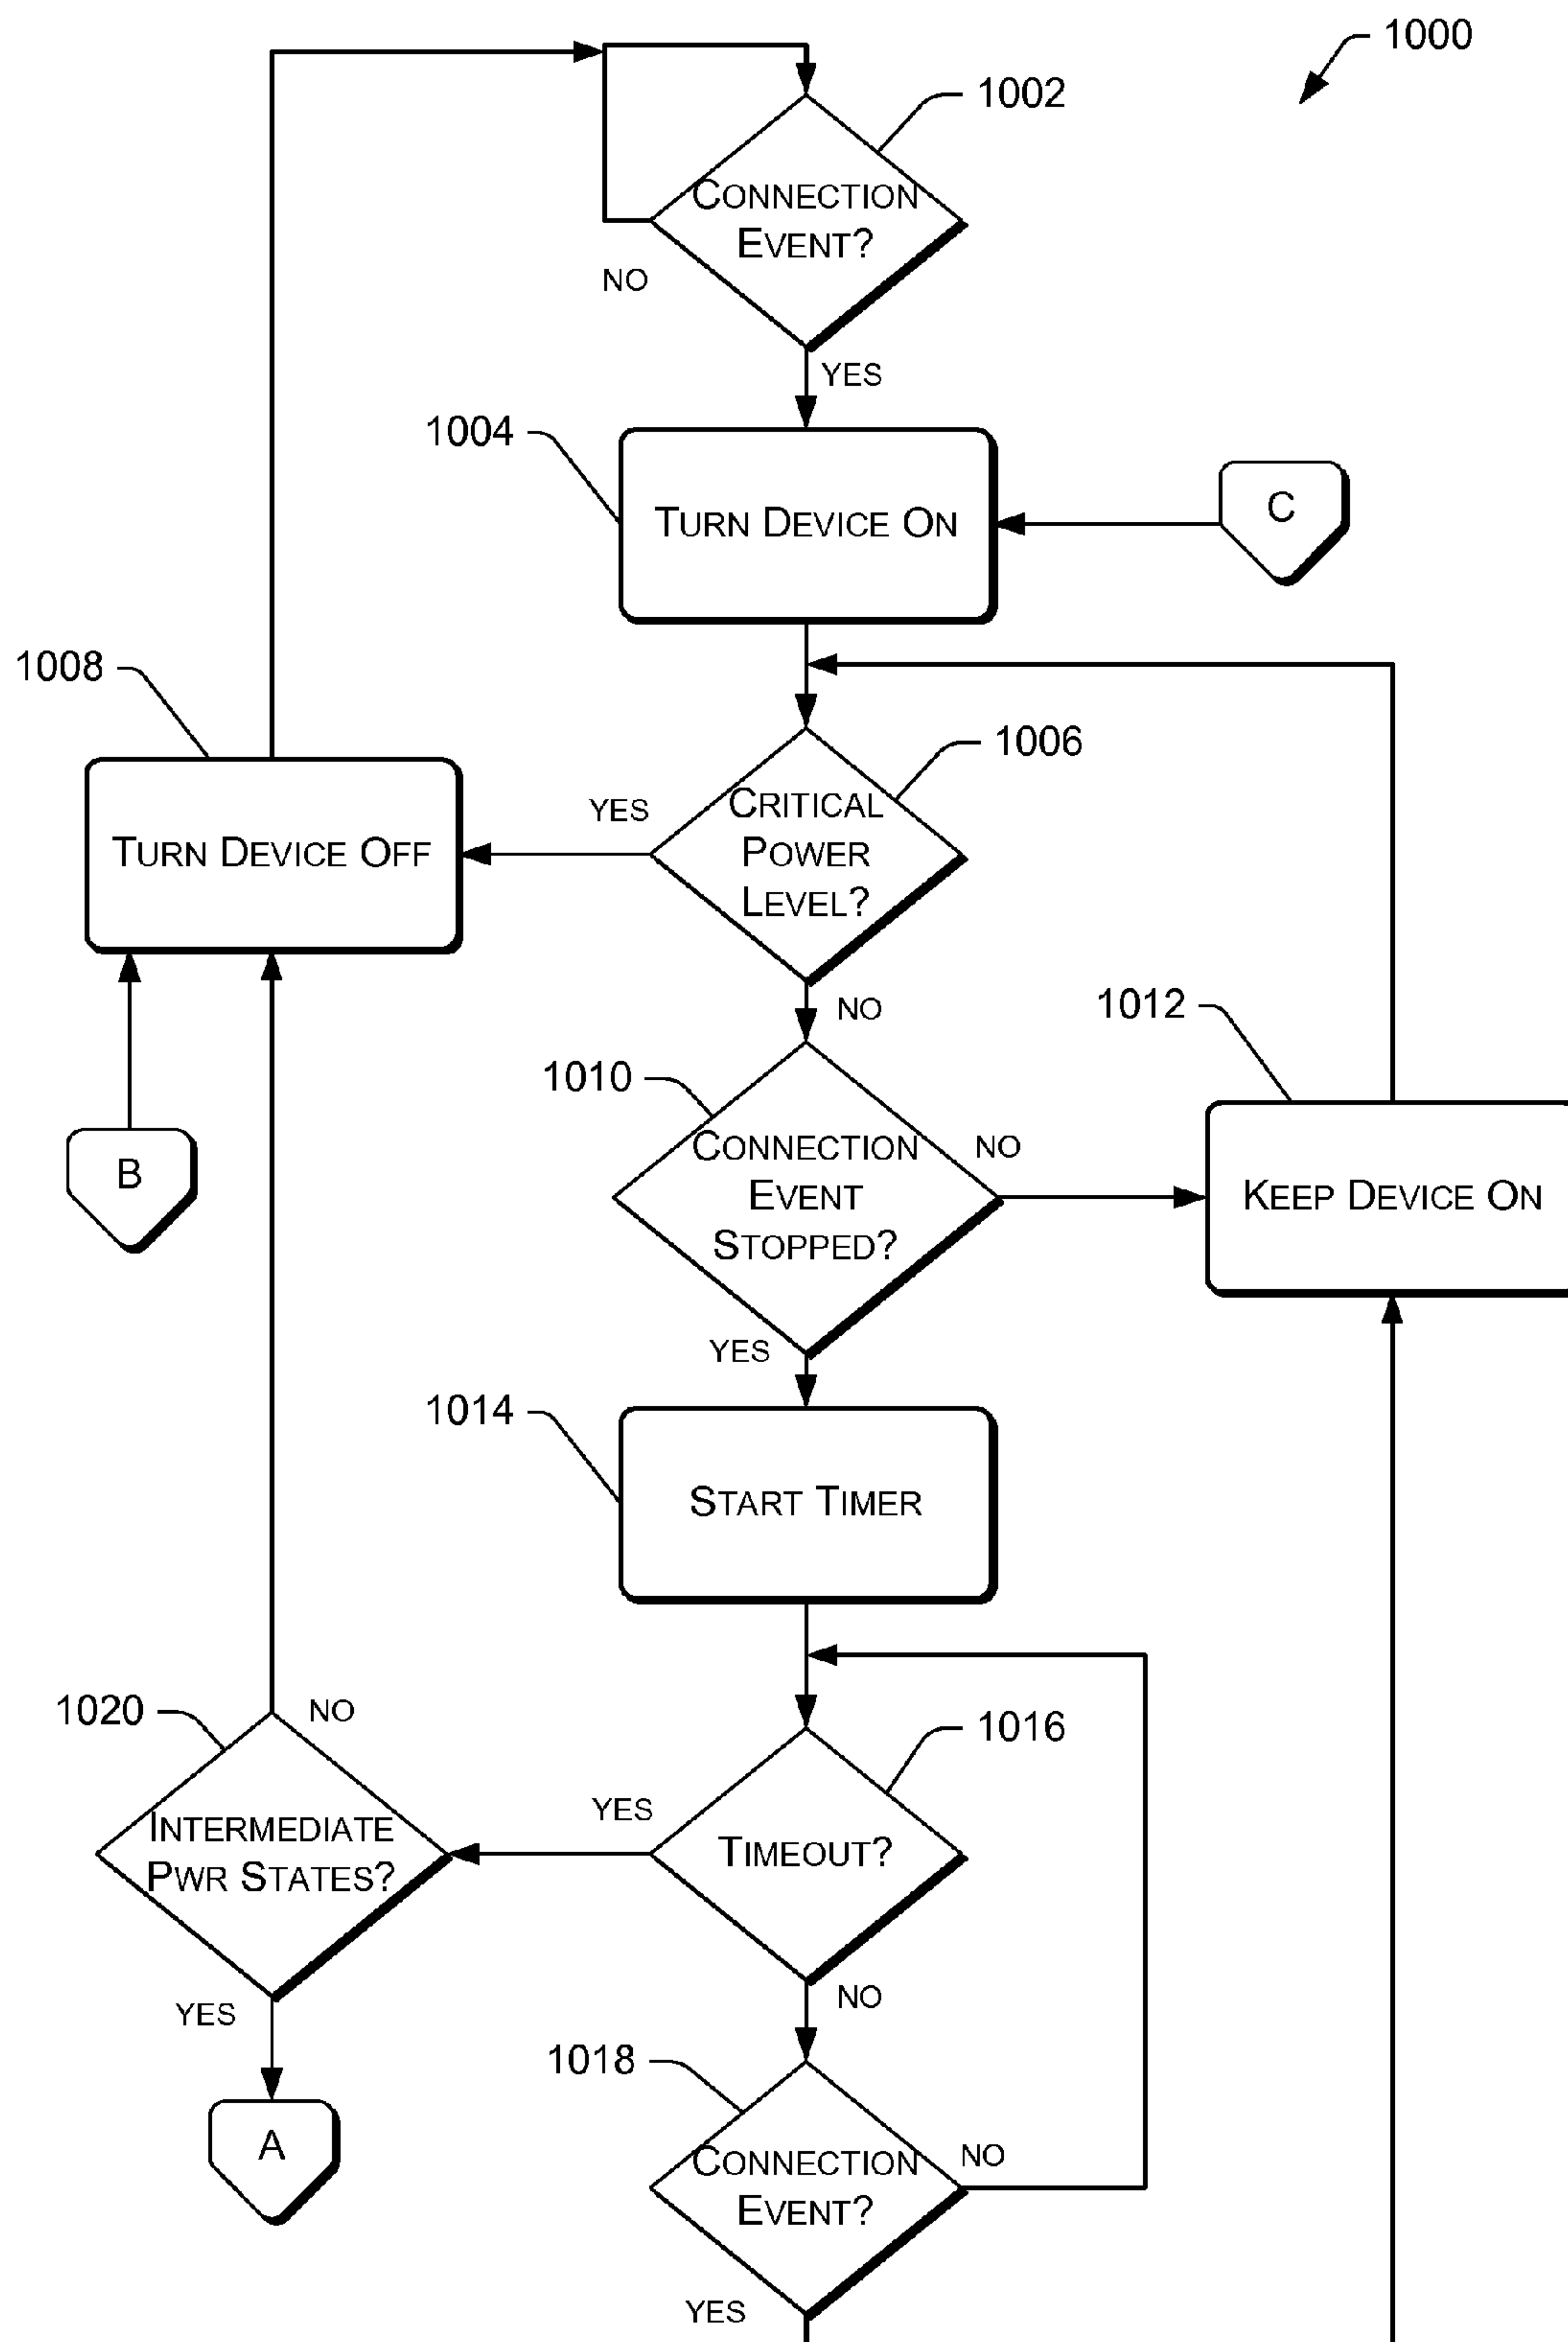 1000
1002
CONNECTION
EVENT?
NO
YES
1004
TURN DEVICE ON
C
1008
1006
TURN DEVICE OFF
YES
CRITICAL
POWER
LEVEL?
NO
1012
1010
B
CONNECTION
EVENT
STOPPED?
NO
KEEP DEVICE ON
YES
1014
START TIMER
1020
NO
1016
INTERMEDIATE
PWR STATES?
YES
TIMEOUT?
YES
NO
1018
A
CONNECTION
EVENT?
NO
YES